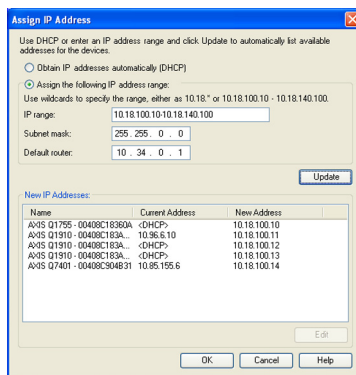 Assign IP Address
Use DHCP or enter an IP address range and click Update to automatically list available
addresses for the devices.
Obtain IP addresses automatically (DHCP)
Assign the following IP address range:
Use wildcards to specify the range, either as 10.18.* or 10.18.100.10 - 10.18.140.100.
IP range: 10.18.100.10-10.18.140.100
Subnet mask: 255 . 255 . 0 . 0
Default router: 10 . 34 . 0 . 1
Update
New IP Addresses:
Name Current Address New Address
AXIS Q1755 - 00408C18360A <DHCP> 10.18.100.10
AXIS Q1910 - 00408C183A... 10.96.6.10 10.18.100.11
AXIS Q1910 - 00408C183A... <DHCP> 10.18.100.12
AXIS Q1910 - 00408C183A... <DHCP> 10.18.100.13
AXIS Q7401 - 00408C904B31 10.85.155.6 10.18.100.14
Edit
OK Cancel Help